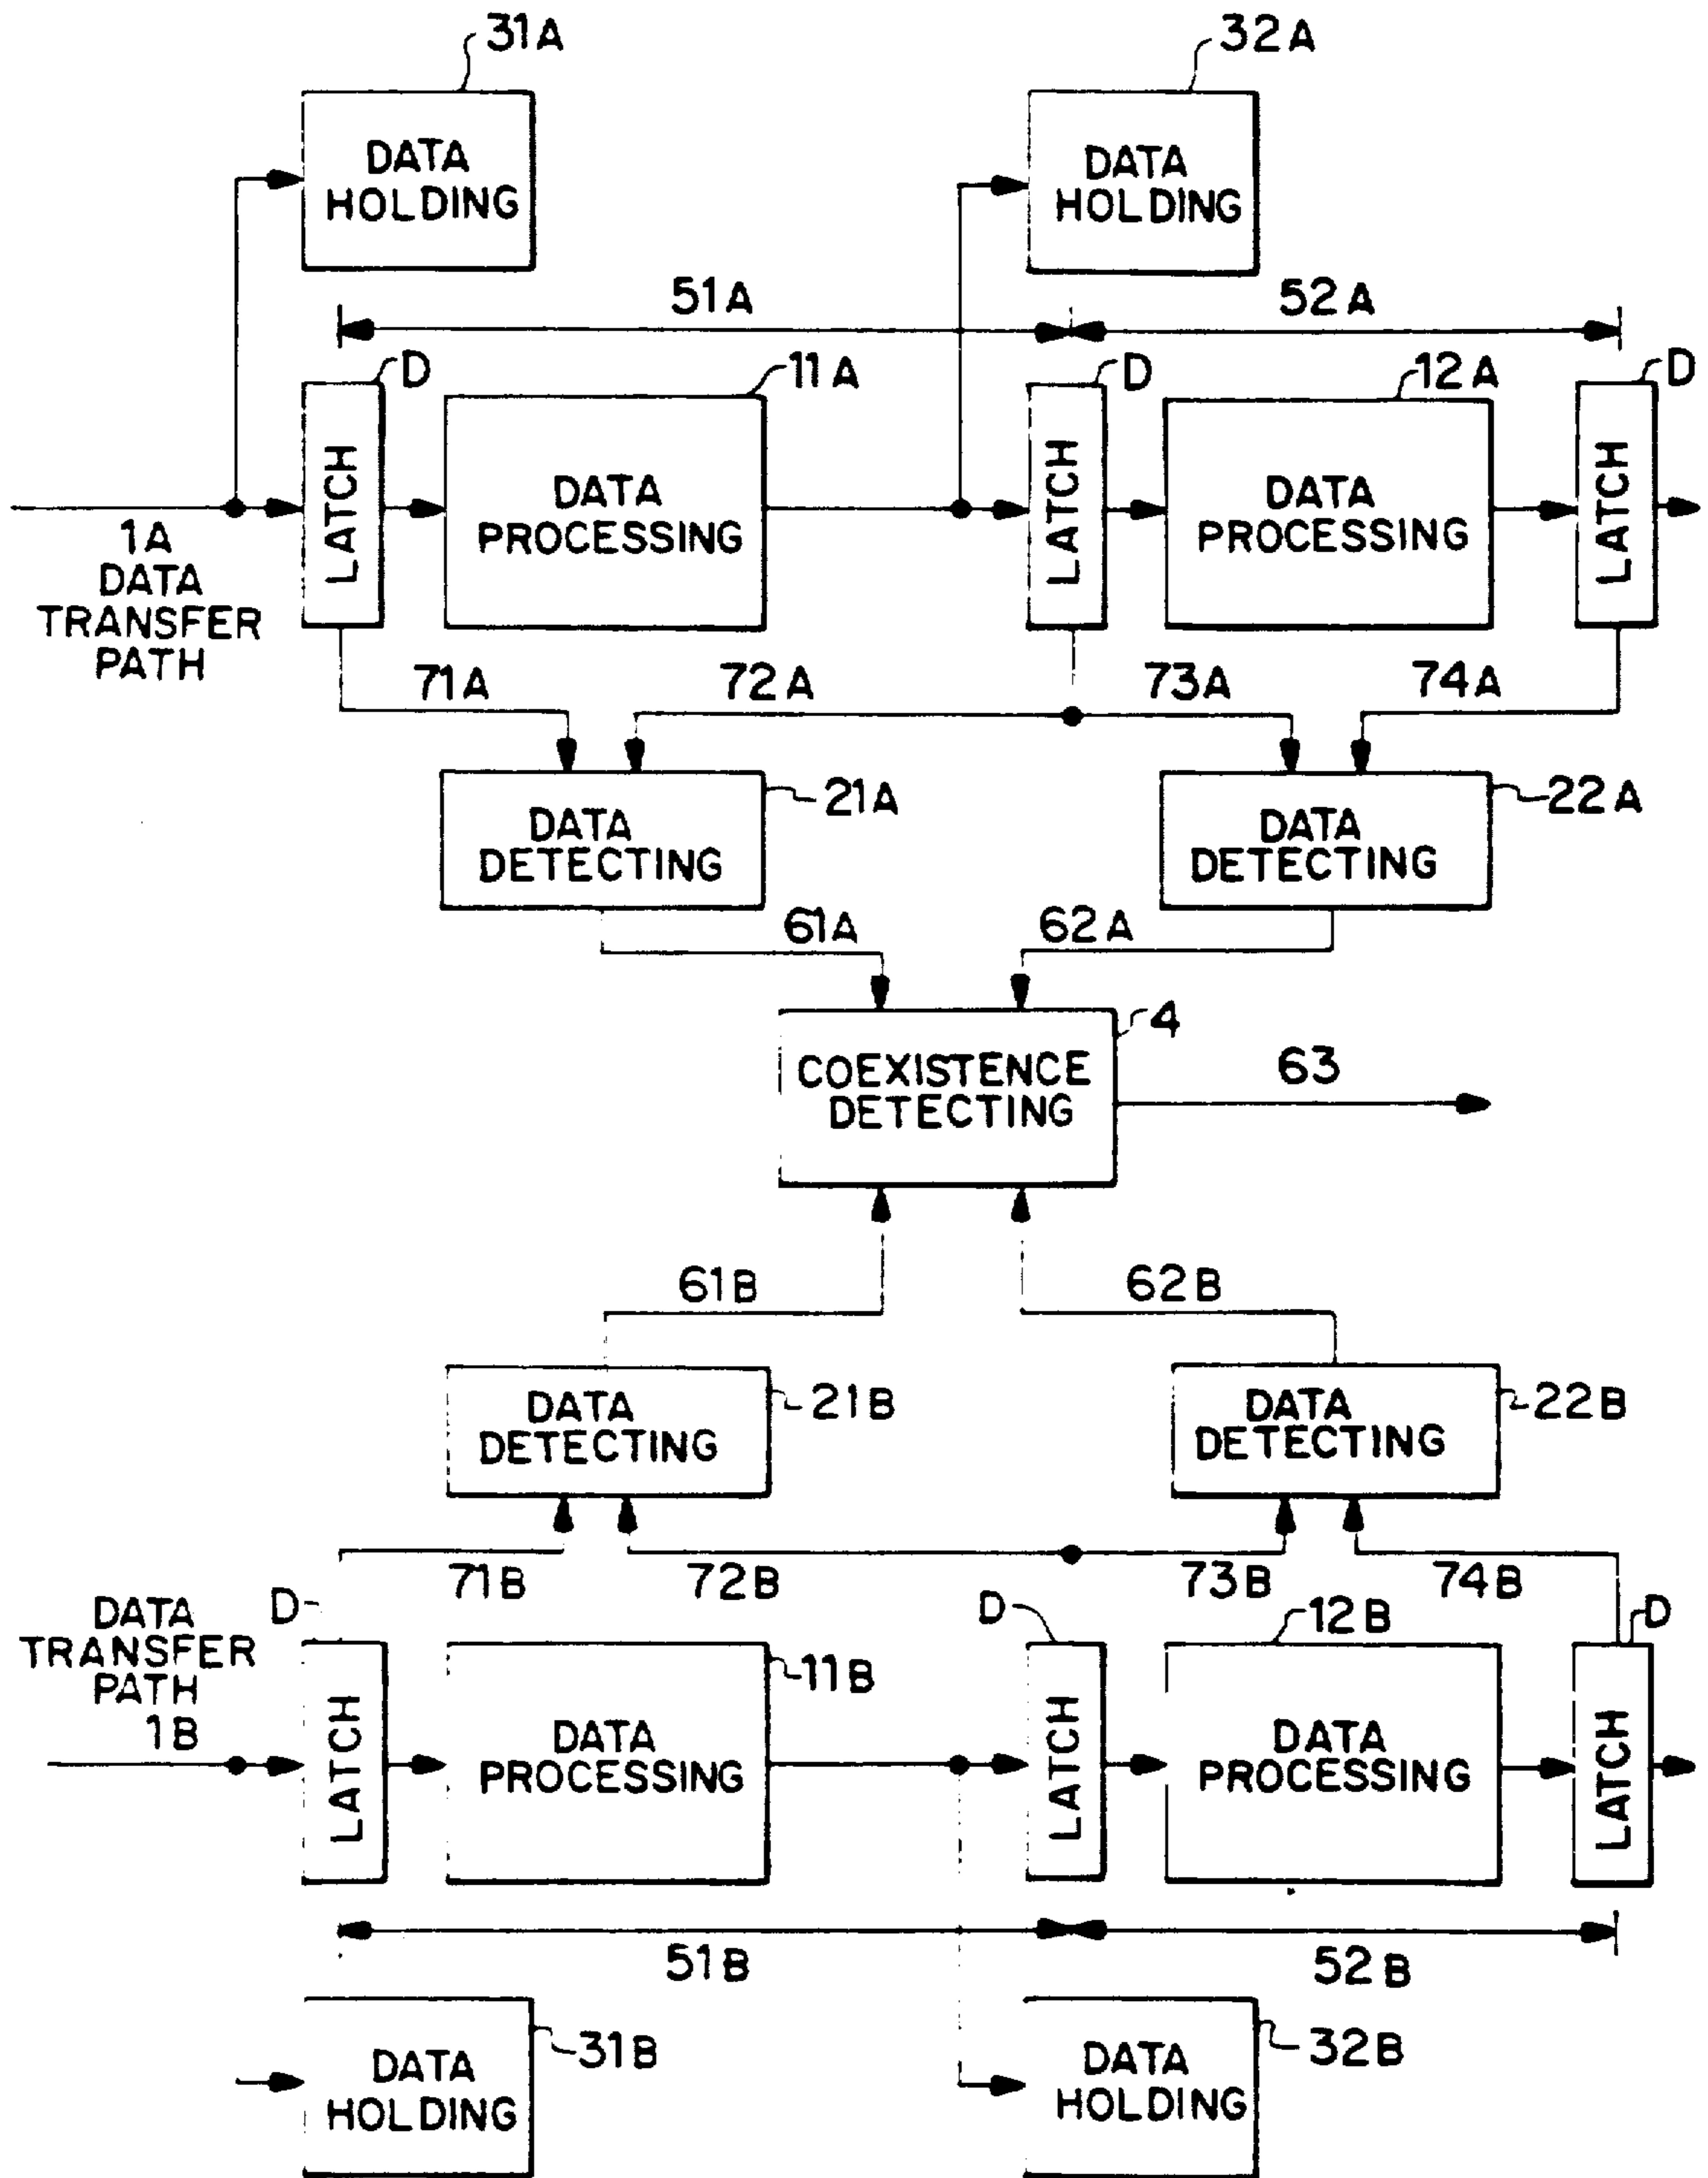 31A
32A
DATA
HOLDING
DATA
HOLDING
51A
52A
D
11A
D
12A
D
LATCH
DATA
PROCESSING
LATCH
DATA
PROCESSING
LATCH
1A
DATA
TRANSFER
PATH
71A
72A
73A
74A
21A
22A
DATA
DETECTING
DATA
DETECTING
61A
62A
4
COEXISTENCE
DETECTING
63
61B
62B
DATA
DETECTING
21B
DATA
DETECTING
22B
71B
72B
73B
74B
DATA
TRANSFER
PATH
1B
D
11B
D
12B
D
LATCH
DATA
PROCESSING
LATCH
DATA
PROCESSING
LATCH
51B
52B
DATA
HOLDING
31B
DATA
HOLDING
32B